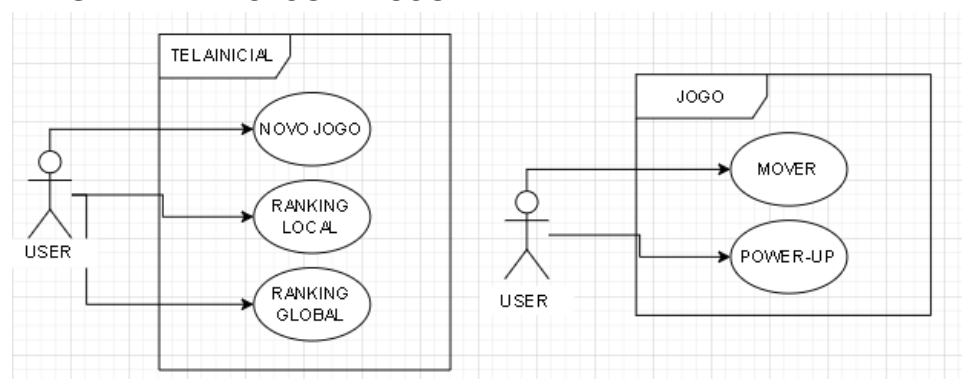 TELAINICIAL
NOVO JOGO
RANKING
LOCAL
RANKING
GLOBAL
USER
JOGO
MOVER
POWER-UP
USER